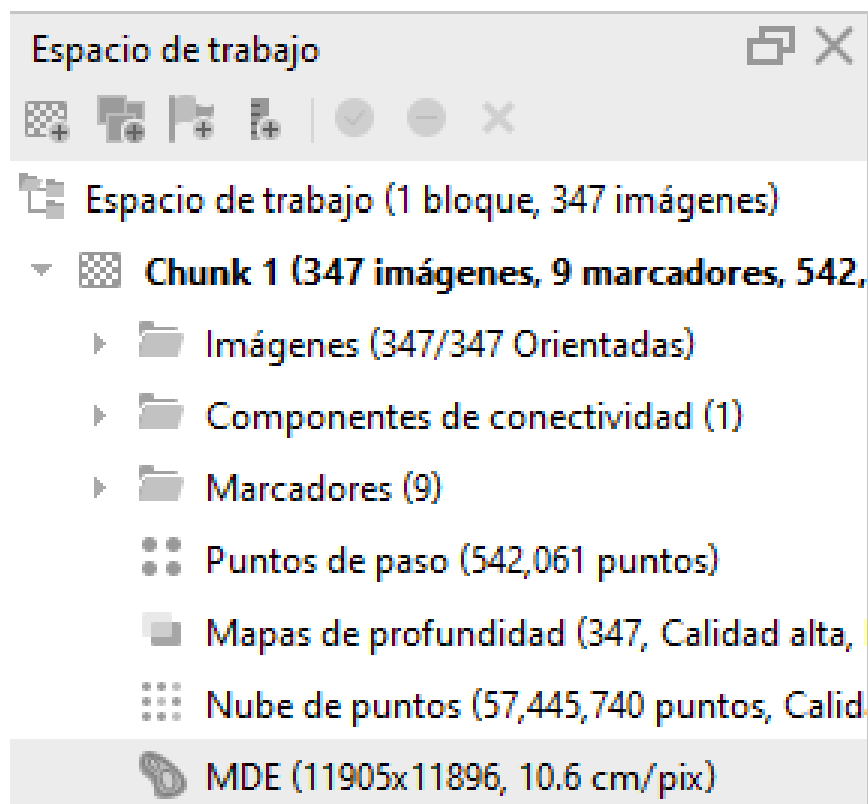 Espacio de trabajo
Espacio de trabajo (1 bloque, 347 imágenes)
Chunk 1 (347 imágenes, 9 marcadores, 542,
Imágenes (347/347 Orientadas)
Componentes de conectividad (1)
Marcadores (9)
Puntos de paso (542,061 puntos)
Mapas de profundidad (347, Calidad alta,
Nube de puntos (57,445,740 puntos, Calid
MDE (11905x11896, 10.6 cm/pix)